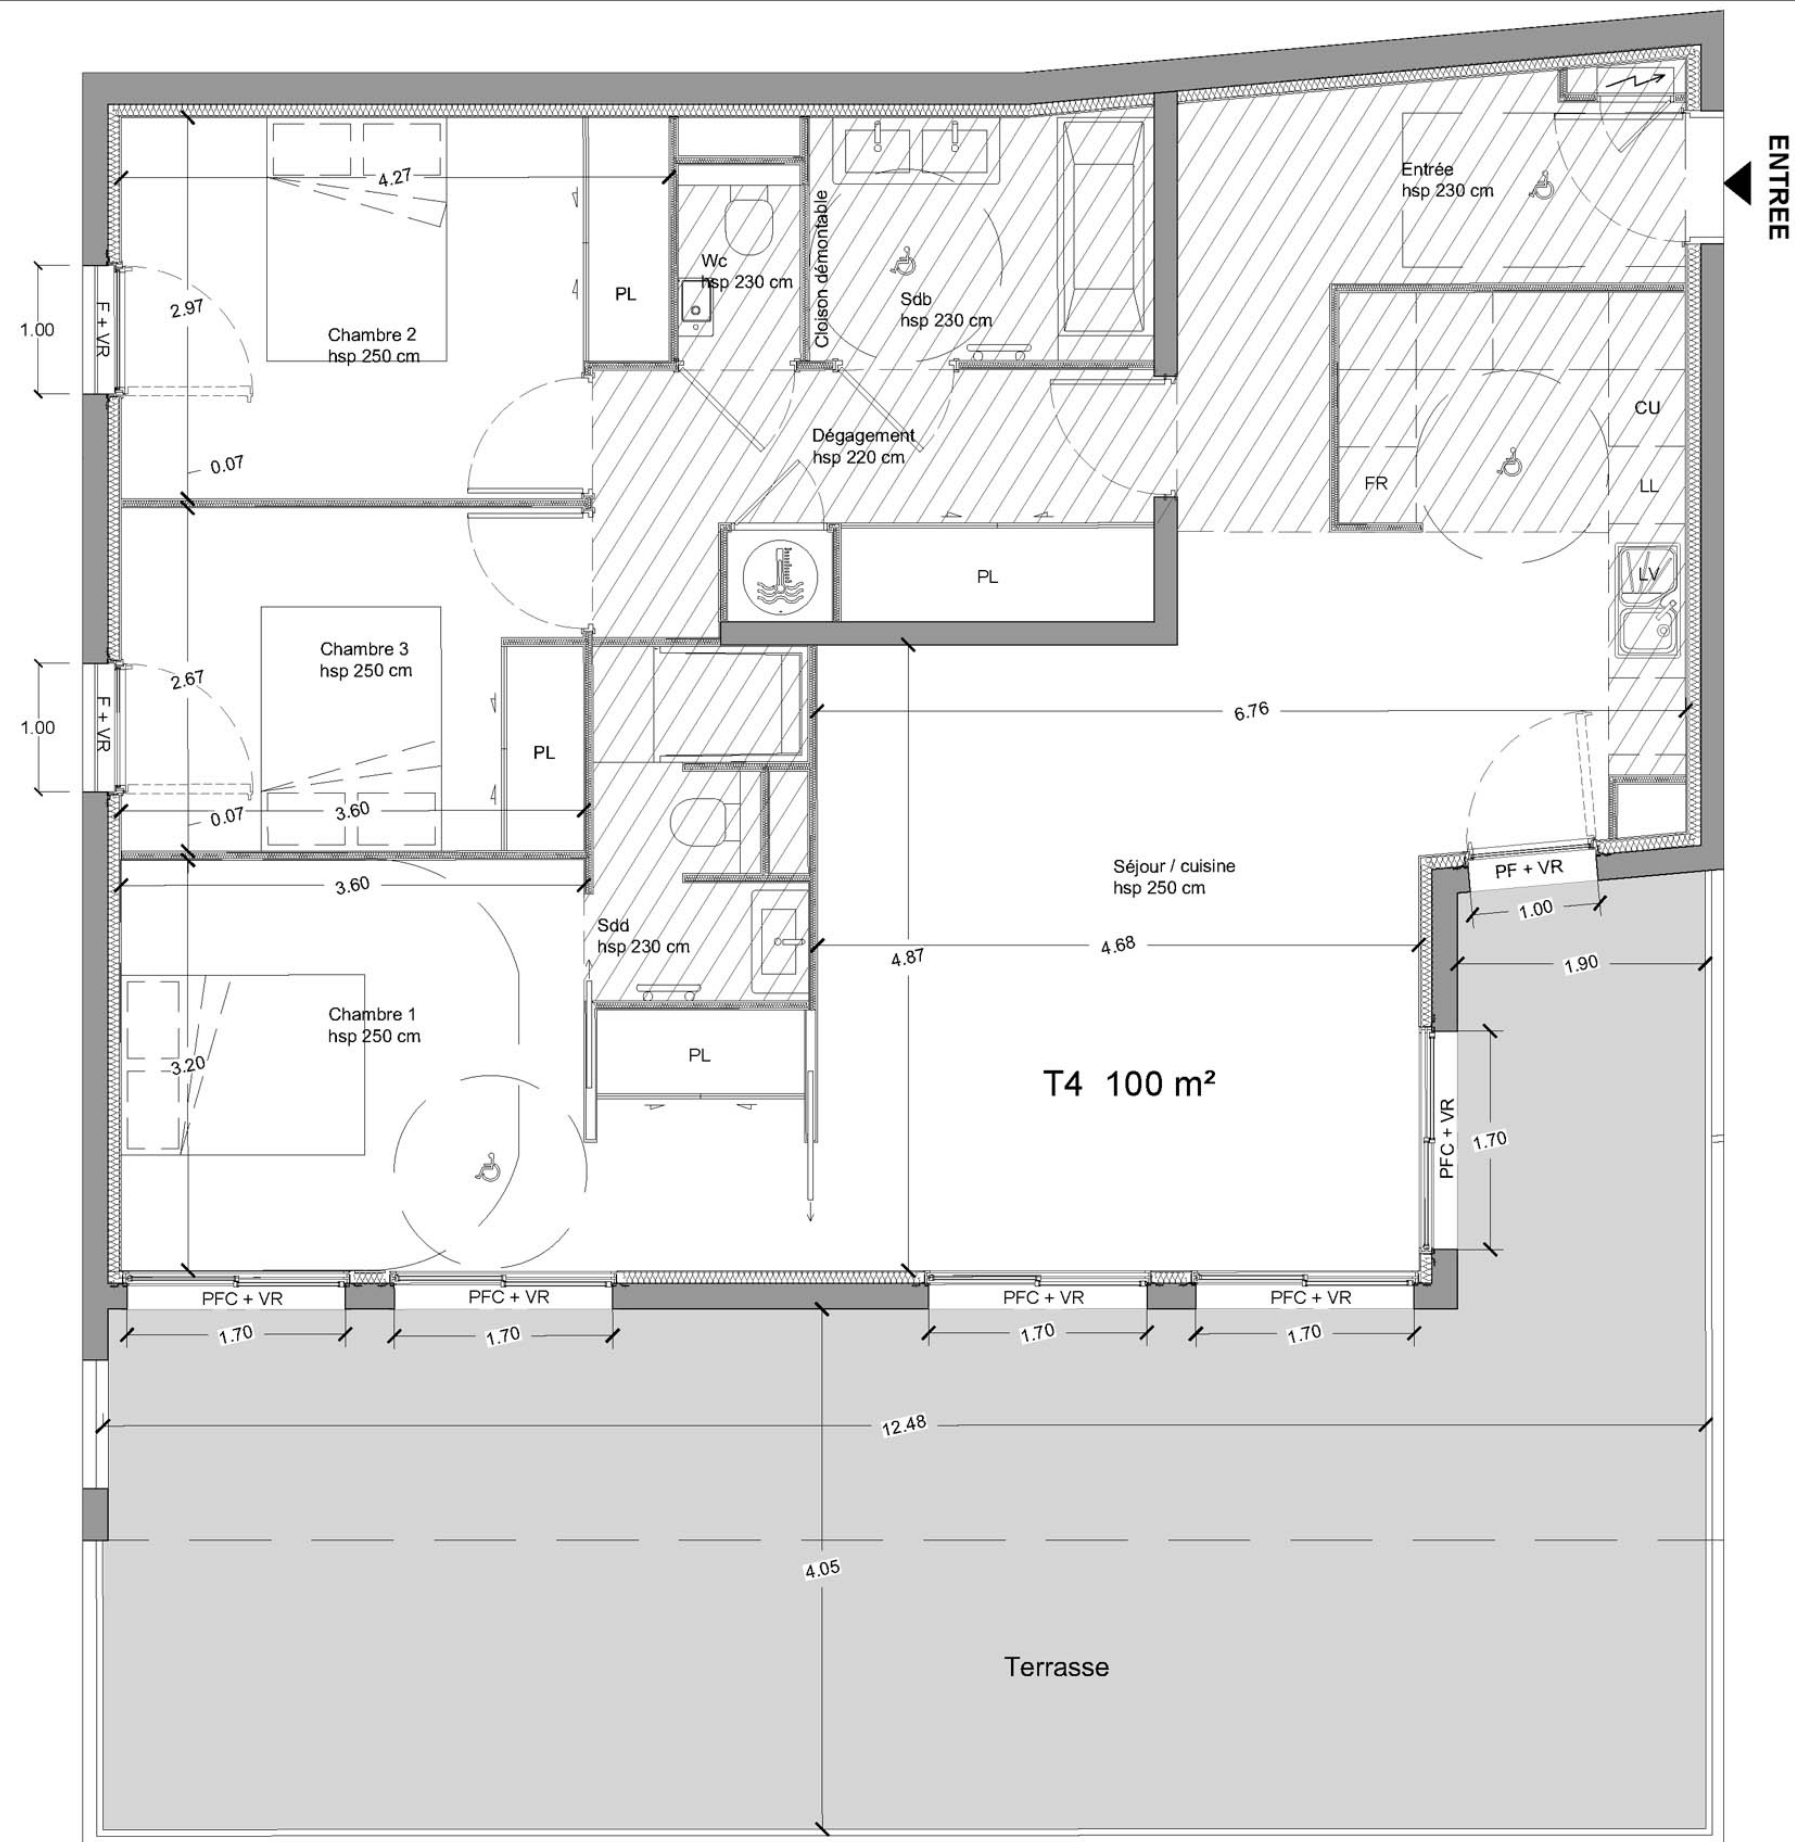 ENTREE
Entrée
hsp 230 cm
4.27
Wc
hsp 230 cm
Cloison démontable
Sdb
hsp 230 cm
PL
2.97
F + VR
1.00
Chambre 2
hsp 250 cm
CU
Dégagement
hsp 220 cm
0.07
FR
LL
LV
PL
Chambre 3
hsp 250 cm
2.67
F + VR
1.00
PL
6.76
0.07
3.60
Séjour / cuisine
hsp 250 cm
PF + VR
1.00
3.60
Sdd
hsp 230 cm
4.87
4.68
1.90
Chambre 1
hsp 250 cm
3.20
PL
T4 100 m²
PFC + VR
1.70
PFC + VR
PFC + VR
PFC + VR
PFC + VR
1.70
1.70
1.70
1.70
12.48
4.05
Terrasse